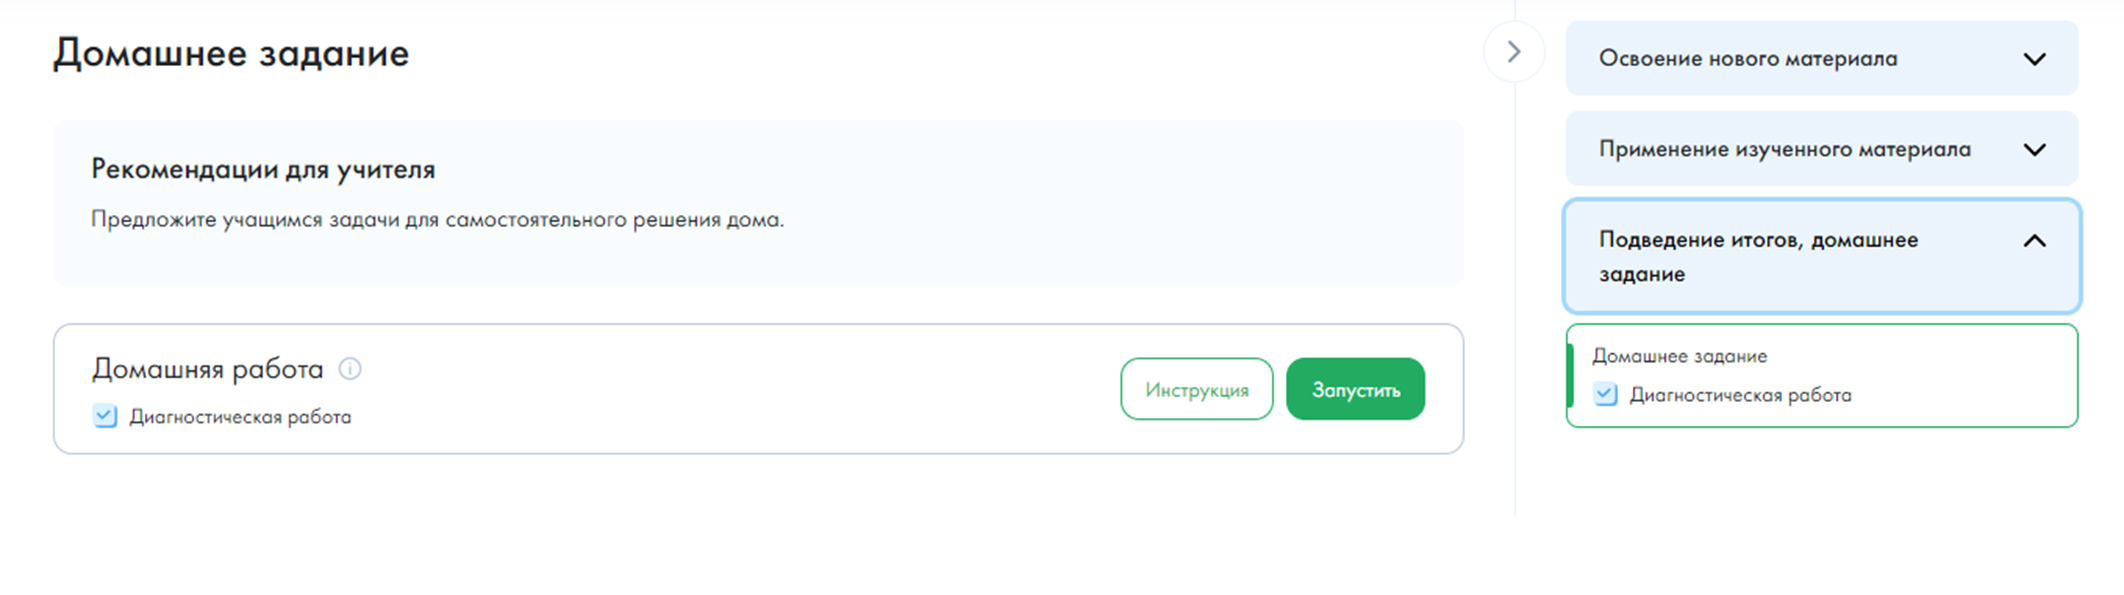 Домашнее задание
Рекомендации для учителя
Предложите учащимся задачи для самостоятельного решения дома.
Домашняя работа
Диагностическая работа
Инструкция
Запустить
Освоение нового материала
Применение изученного материала
Подведение итогов, домашнее
задание
Домашнее задание
Диагностическая работа